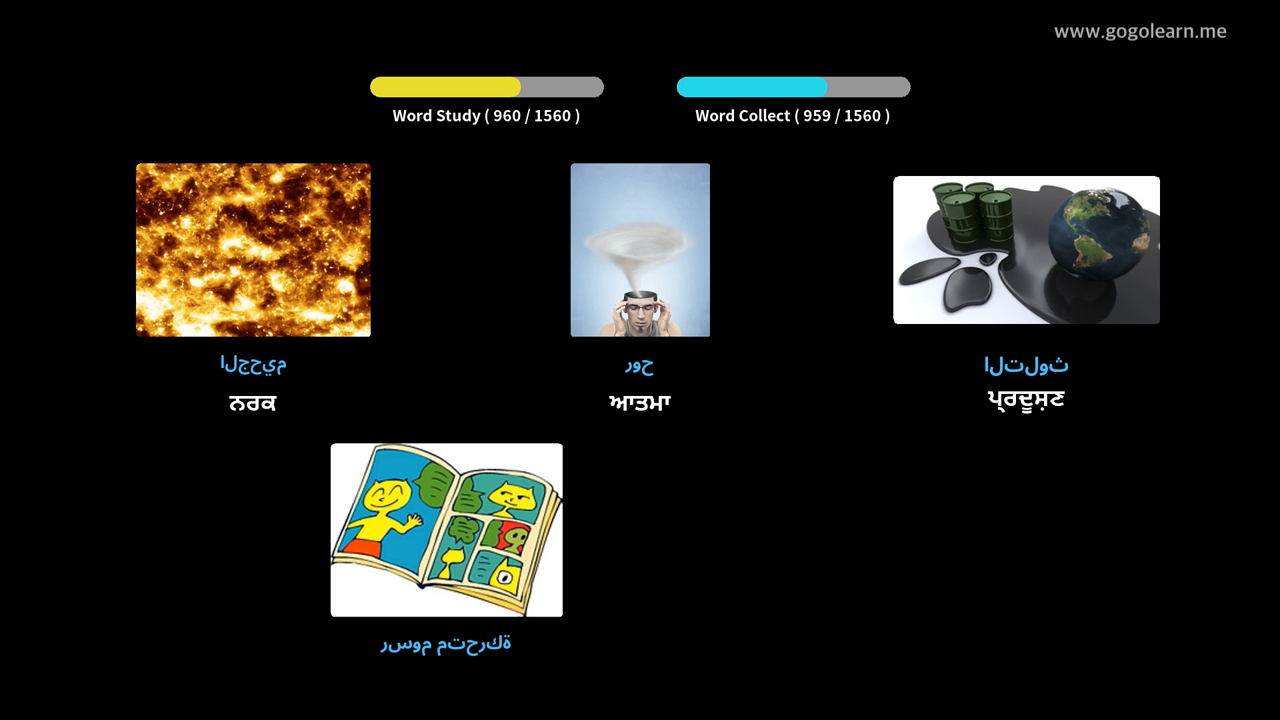 www.gogolearn.me
Word Study ( 960 / 1560 )
Word Collect ( 959 / 1560 )
الجحيم
ਨਰਕ
روح
ਆਤਮਾ
التلوث
ਪ੍ਰਦੂਸ਼ਣ
رسوم متحركة